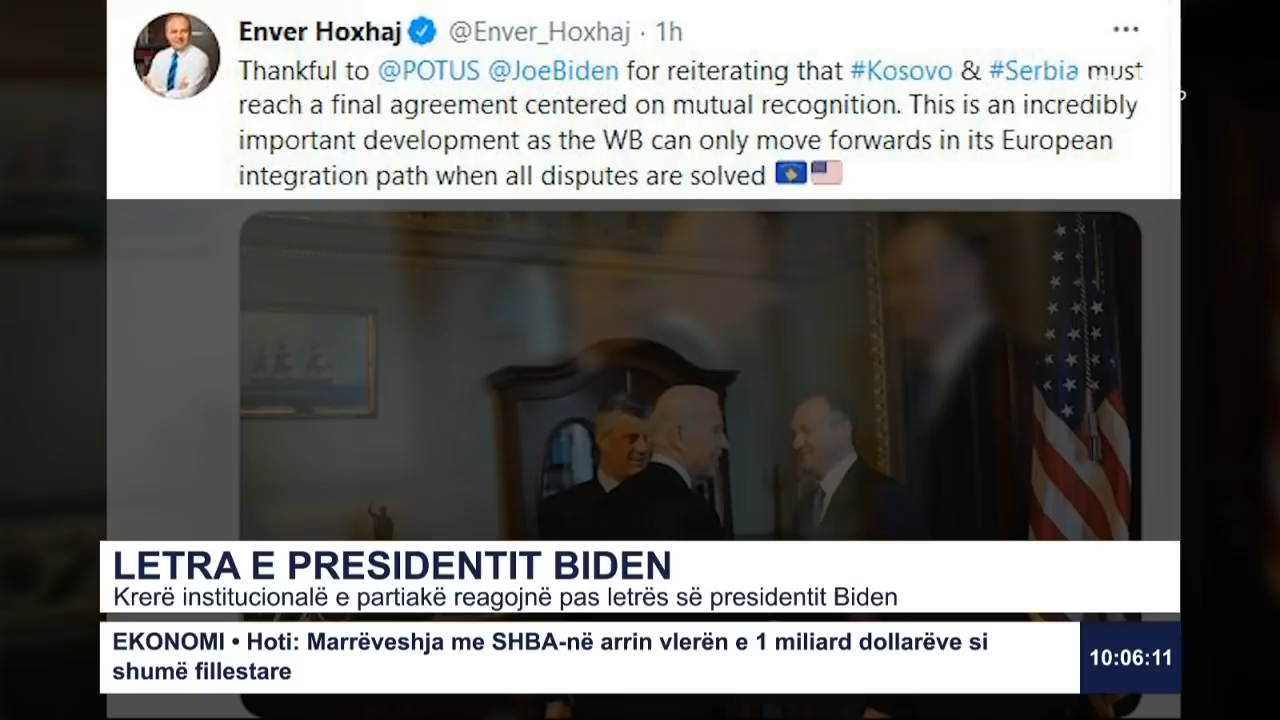 Enver Hoxhaj @Enver_Hoxhaj · 1h
Thankful to @POTUS @JoeBiden for reiterating that #Kosovo & #Serbia must
reach a final agreement centered on mutual recognition. This is an incredibly
important development as the WB can only move forwards in its European
integration path when all disputes are solved
LETRA E PRESIDENTIT BIDEN
Krerë institucionalë e partiakë reagojnë pas letrës së presidentit Biden
EKONOMI • Hoti: Marrëveshja me SHBA-në arrin vlerën e 1 miliard dollarëve si
shumë fillestare
10:06:11